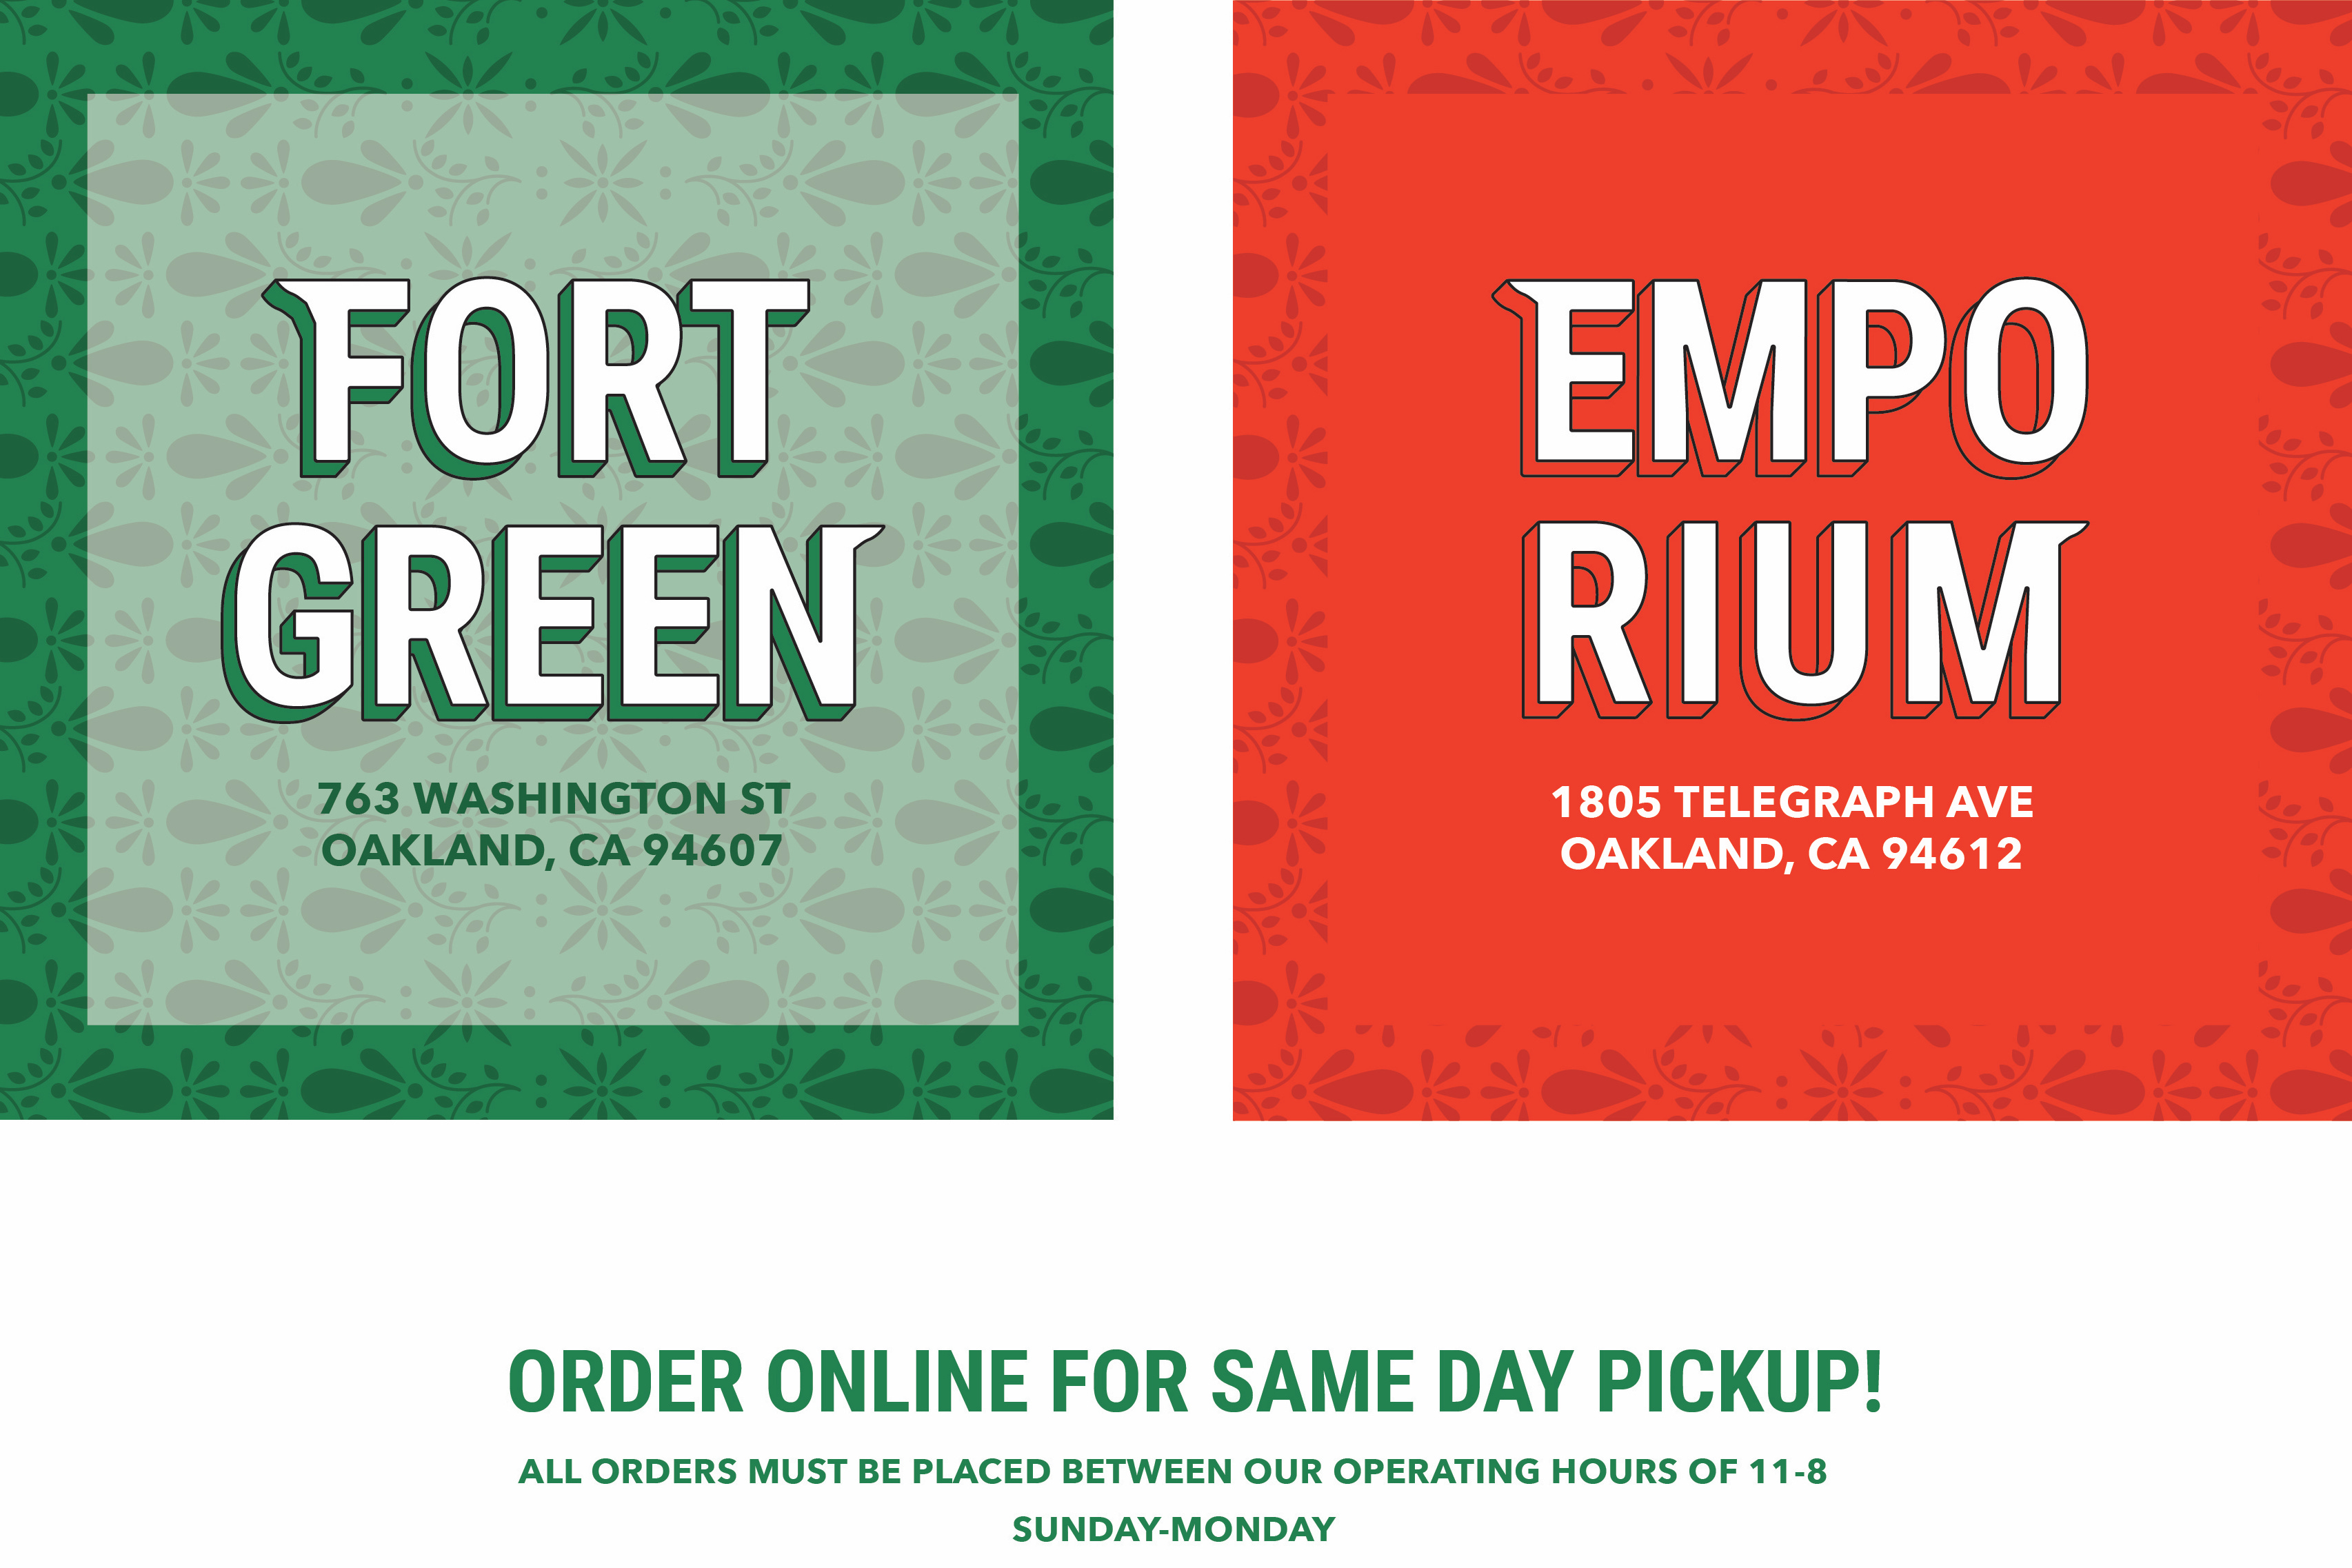 FORT
GREEN
763 WASHINGTON ST
OAKLAND, CA 94607
EMPO
RIUM
1805 TELEGRAPH AVE
OAKLAND, CA 94612
ORDER ONLINE FOR SAME DAY PICKUP!
ALL ORDERS MUST BE PLACED BETWEEN OUR OPERATING HOURS OF 11-8
SUNDAY-MONDAY